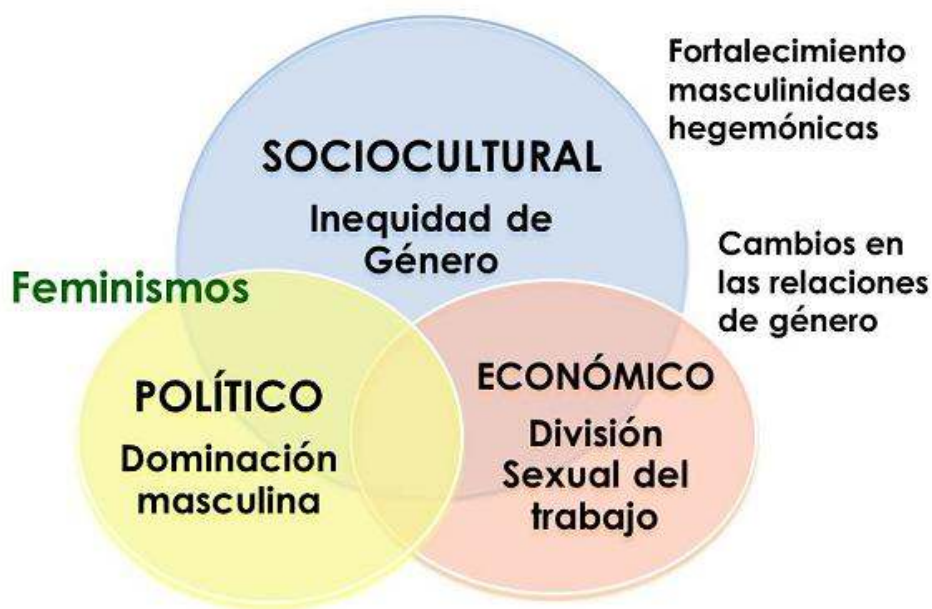 Fortalecimiento
masculinidades
hegemónicas
SOCIOCULTURAL
Inequidad de
Género
Cambios en
las relaciones
de género
Feminismos
POLÍTICO
Dominación
masculina
ECONÓMICO
División
Sexual del
trabajo